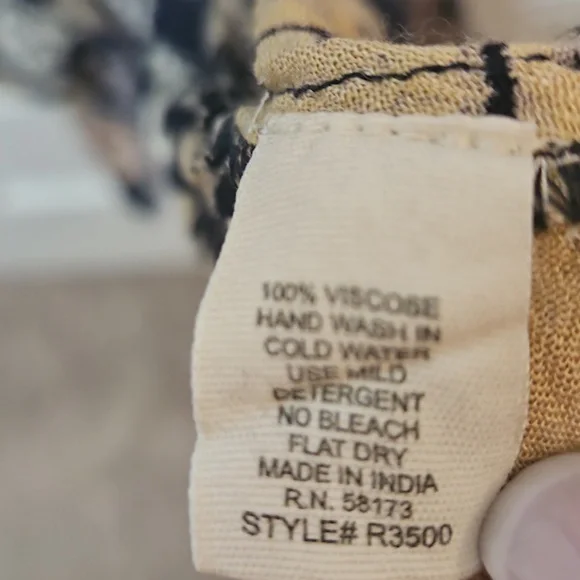 100% VISCOSE
HAND WASH IN
COLD WATER
USE MILD
DETERGENT
NO BLEACH
FLAT DRY
MADE IN INDIA
R.N. 58173
STYLE# R3500